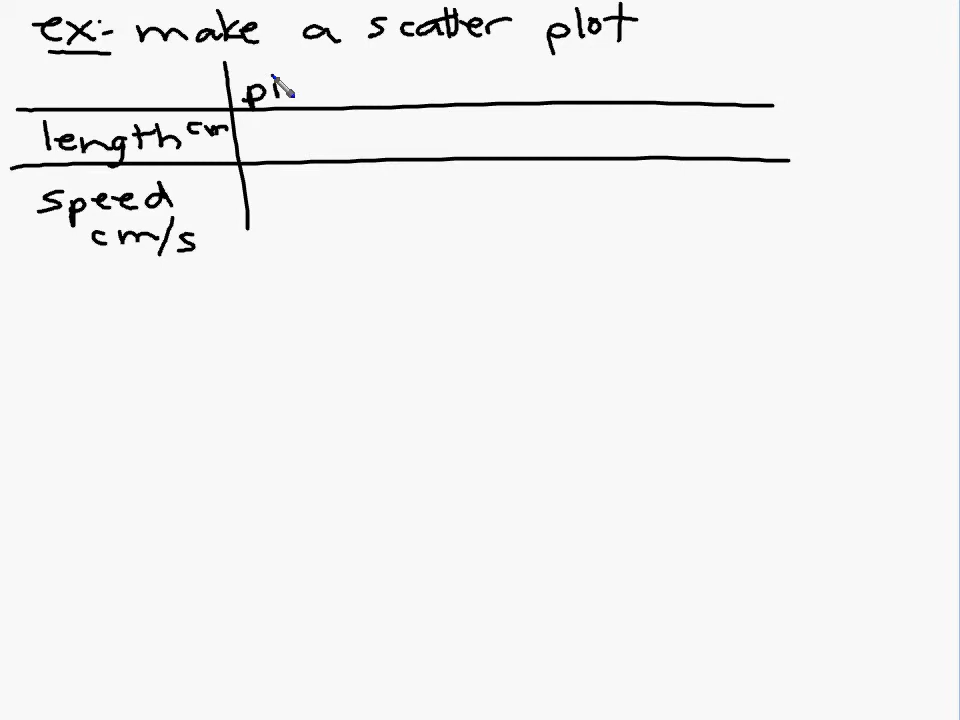 ex:- make a scatter plot
length cm
speed
cm/s